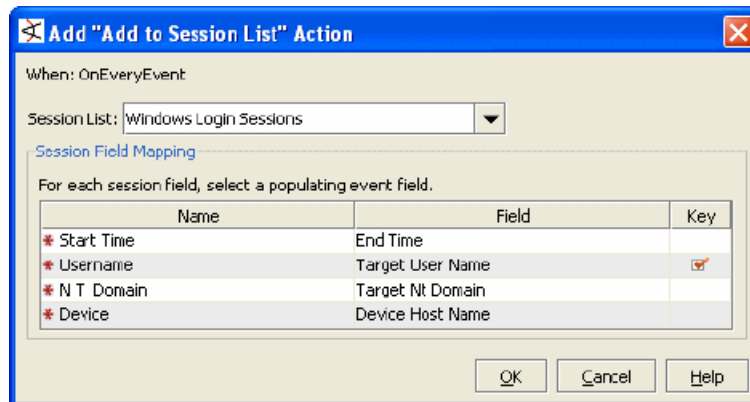 Add "Add to Session List" Action
When: OnEveryEvent
Session List: Windows Login Sessions
Session Field Mapping
For each session field, select a populating event field.
Name Field Key
* Start Time End Time
* Username Target User Name
* N T Domain Target Nt Domain
* Device Device Host Name
OK Cancel Help